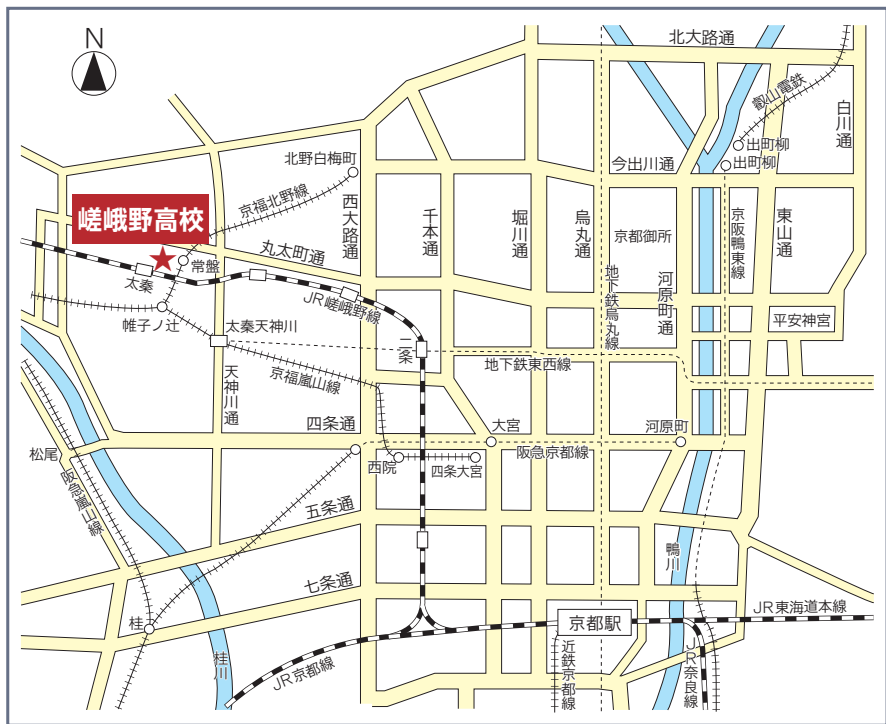 N
北大路通
叡山電鉄
白川通
出町柳
出町柳
今出川通
北野白梅町
京福北野線
嵯峨野高校
西大路通
千本通
堀川通
烏丸通
京都御所
河原町通
京阪鴨東線
東山通
丸太町通
常盤
太秦
JR嵯峨野線
地下鉄烏丸線
平安神宮
帷子ノ辻
太秦天神川
二条
地下鉄東西線
京福嵐山線
天神川通
四条通
大宮
河原町
松尾
阪急嵐山線
西院
四条大宮
阪急京都線
五条通
鴨川
七条通
桂
京都駅
JR東海道本線
桂川
JR京都線
近鉄京都線
JR奈良線